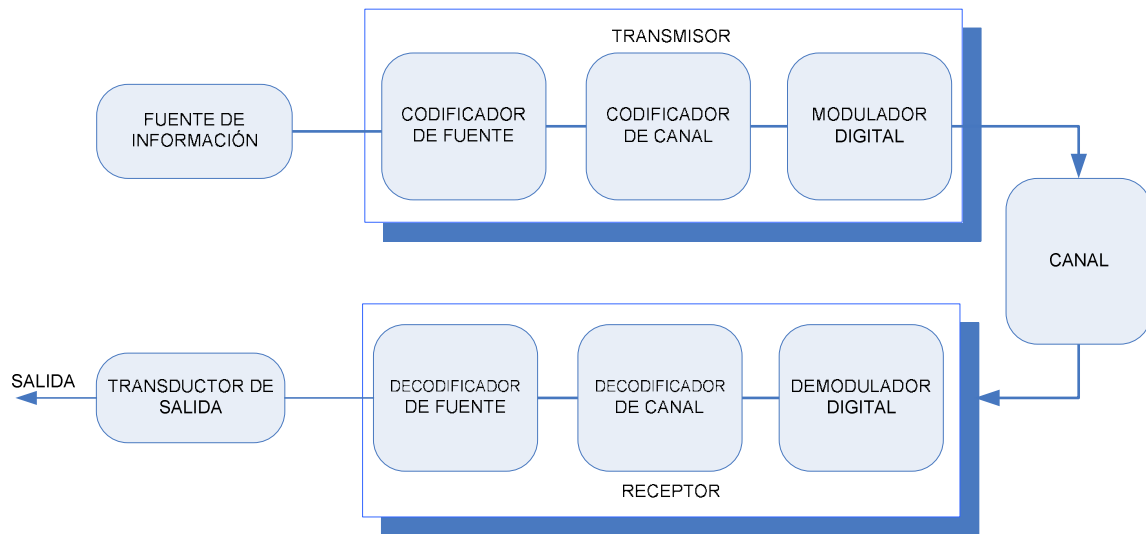 TRANSMISOR
FUENTE DE
INFORMACIÓN
CODIFICADOR
DE FUENTE
CODIFICADOR
DE CANAL
MODULADOR
DIGITAL
CANAL
SALIDA
TRANSDUCTOR DE
SALIDA
DECODIFICADOR
DE FUENTE
DECODIFICADOR
DE CANAL
DEMODULADOR
DIGITAL
RECEPTOR